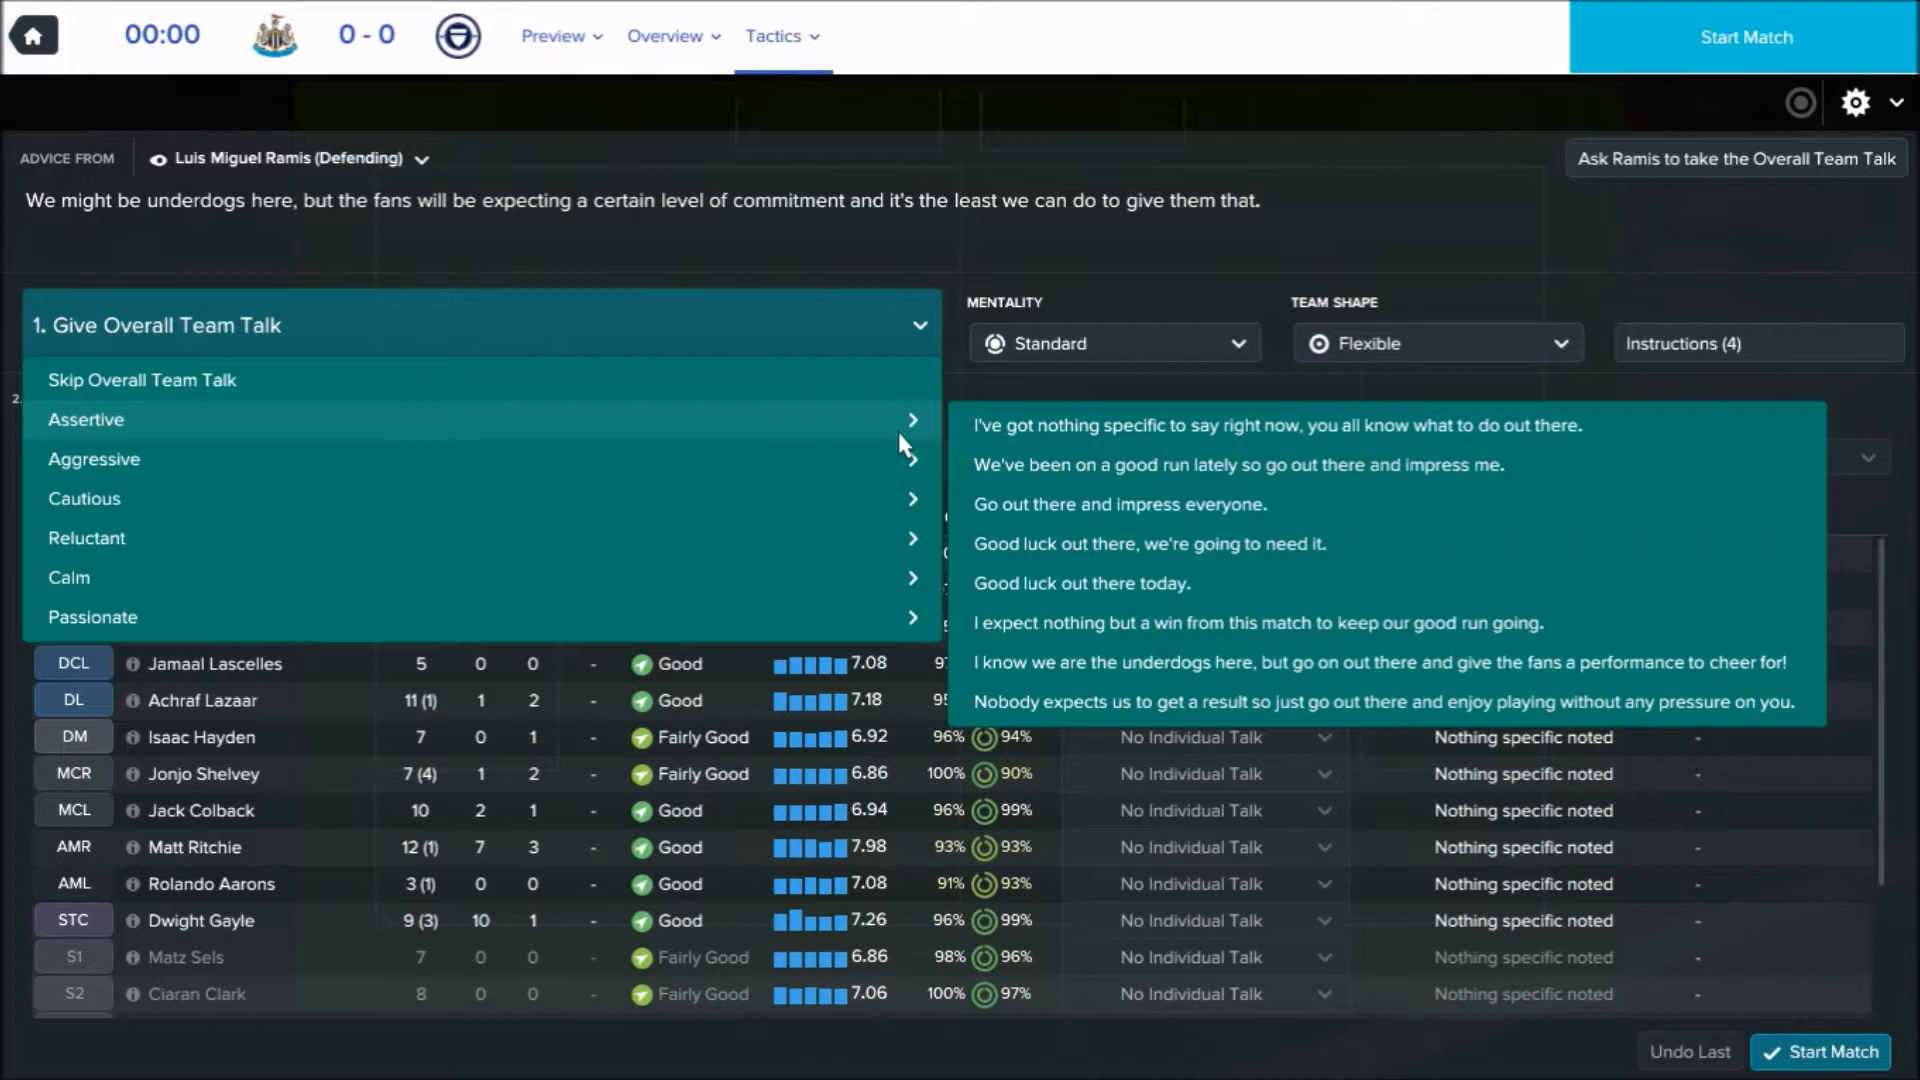 00:00
0 - 0
Preview
Overview
Tactics
Start Match
ADVICE FROM
Luis Miguel Ramis (Defending)
Ask Ramis to take the Overall Team Talk
We might be underdogs here, but the fans will be expecting a certain level of commitment and it's the least we can do to give them that.
1. Give Overall Team Talk
MENTALITY
Standard
TEAM SHAPE
Flexible
Instructions (4)
2.
Skip Overall Team Talk
Assertive
Aggressive
Cautious
Reluctant
Calm
Passionate
I've got nothing specific to say right now, you all know what to do out there.
We've been on a good run lately so go out there and impress me.
Go out there and impress everyone.
Good luck out there, we're going to need it.
Good luck out there today.
I expect nothing but a win from this match to keep our good run going.
I know we are the underdogs here, but go on out there and give the fans a performance to cheer for!
Nobody expects us to get a result so just go out there and enjoy playing without any pressure on you.
DCL Jamaal Lascelles 5 0 0 - Good 7.08
DL Achraf Lazaar 11 (1) 1 2 - Good 7.18
DM Isaac Hayden 7 0 1 - Fairly Good 6.92 96% 94% No Individual Talk Nothing specific noted -
MCR Jonjo Shelvey 7 (4) 1 2 - Fairly Good 6.86 100% 90% No Individual Talk Nothing specific noted -
MCL Jack Colback 10 2 1 - Good 6.94 96% 99% No Individual Talk Nothing specific noted -
AMR Matt Ritchie 12 (1) 7 3 - Good 7.98 93% 93% No Individual Talk Nothing specific noted -
AML Rolando Aarons 3 (1) 0 0 - Good 7.08 91% 93% No Individual Talk Nothing specific noted -
STC Dwight Gayle 9 (3) 10 1 - Good 7.26 96% 99% No Individual Talk Nothing specific noted -
S1 Matz Sels 7 0 0 - Fairly Good 6.86 98% 96% No Individual Talk Nothing specific noted -
S2 Ciaran Clark 8 0 0 - Fairly Good 7.06 100% 97% No Individual Talk Nothing specific noted -
Undo Last
Start Match